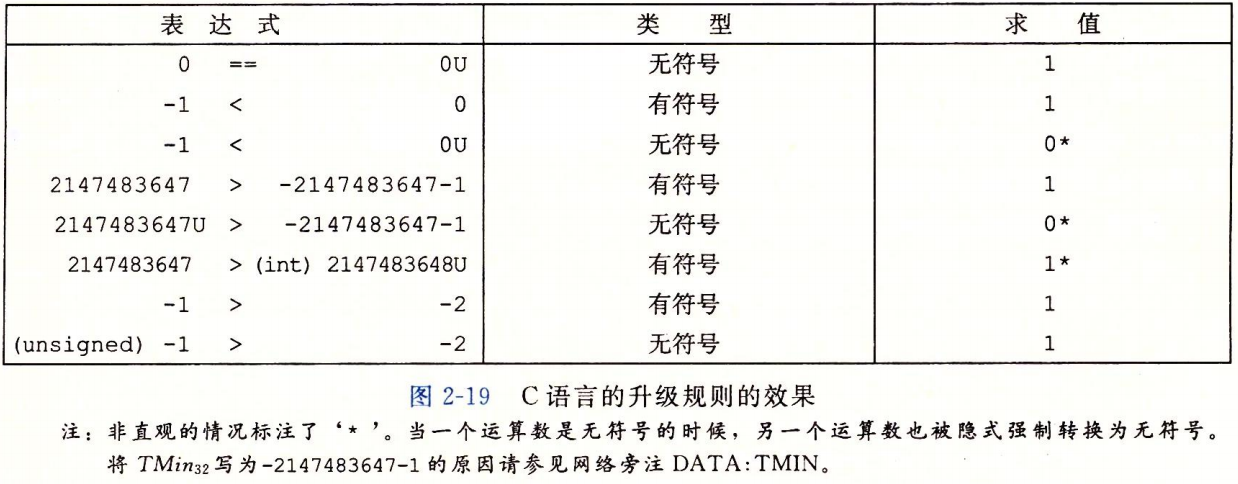 表 达 式 类 型 求 值
0 == 0U 无符号 1
-1 < 0 有符号 1
-1 < 0U 无符号 0*
2147483647 > -2147483647-1 有符号 1
2147483647U > -2147483647-1 无符号 0*
2147483647 > (int) 2147483648U 有符号 1*
-1 > -2 有符号 1
(unsigned) -1 > -2 无符号 1
图 2-19 C 语言的升级规则的效果
注：非直观的情况标注了‘*’。当一个运算数是无符号的时候，另一个运算数也被隐式强制转换为无符号。
将 TMin₃₂写为-2147483647-1 的原因请参见网络旁注 DATA:TMIN。